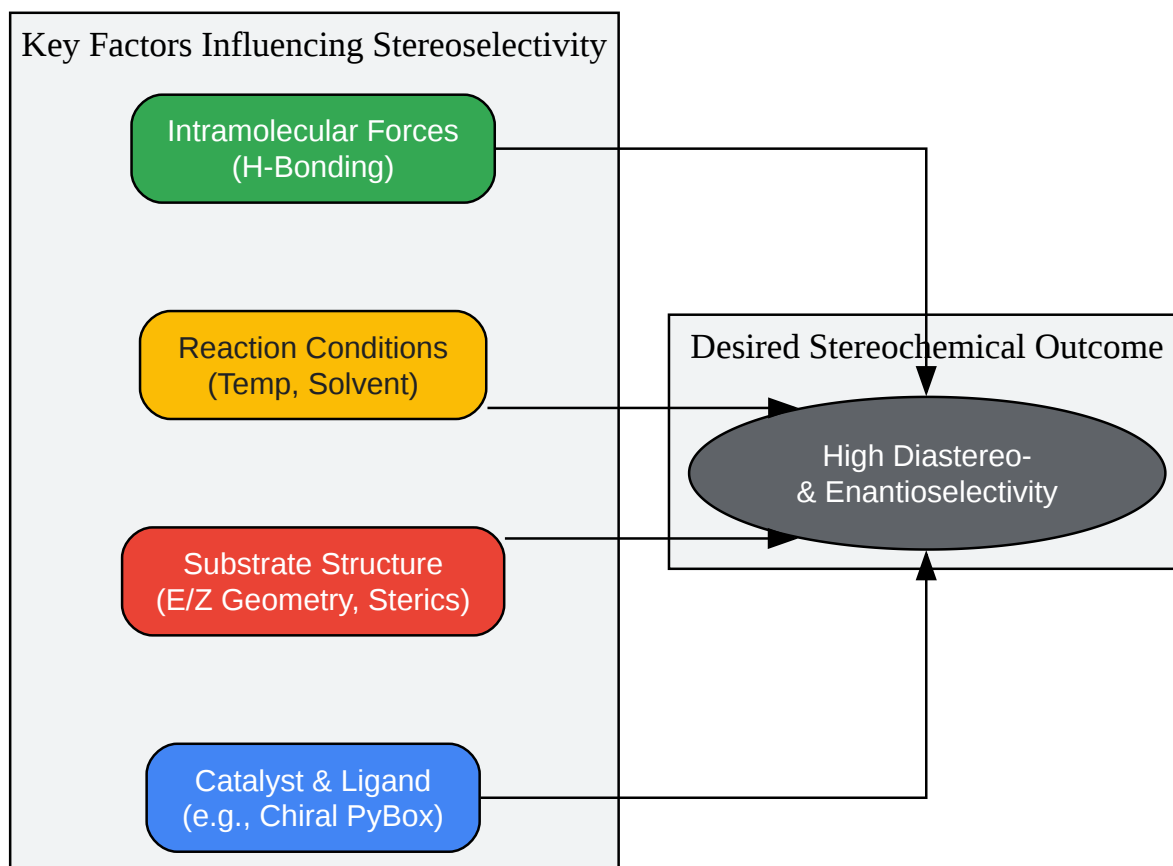 Key Factors Influencing Stereoselectivity
Intramolecular Forces
(H-Bonding)
Reaction Conditions
(Temp, Solvent)
Substrate Structure
(E/Z Geometry, Sterics)
Catalyst & Ligand
(e.g., Chiral PyBox)
Desired Stereochemical Outcome
High Diastereo-
& Enantioselectivity